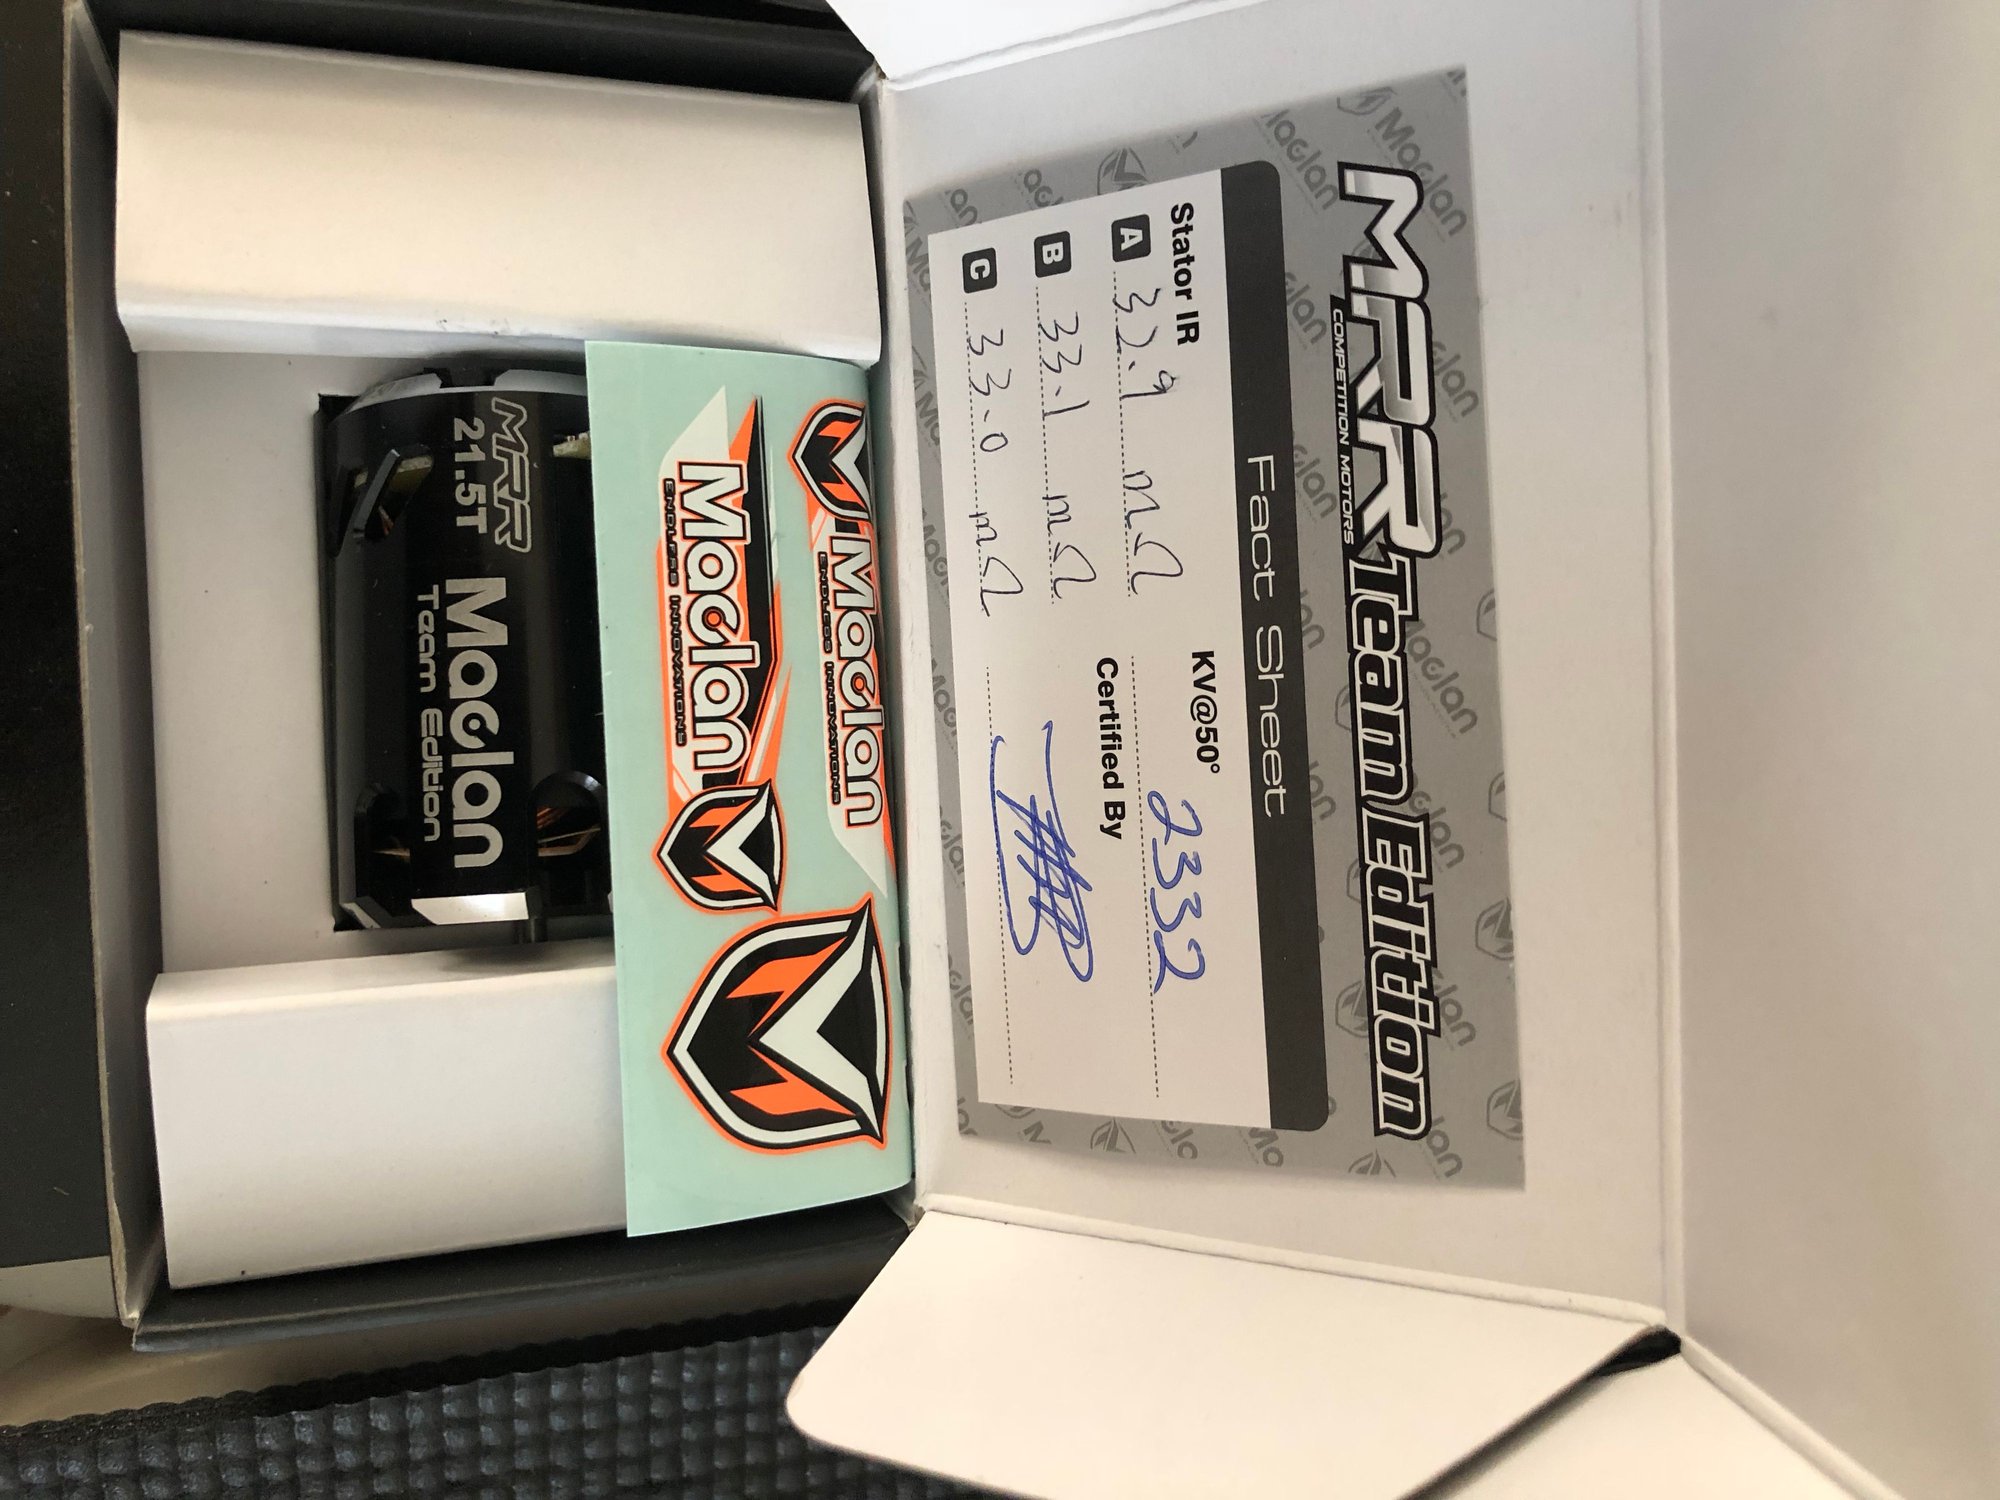 MRR Team Edition
COMPETITION MOTORS
Fact Sheet
Stator IR
A 32.9 mΩ
B 33.1 mΩ
C 33.0 mΩ
KV@50°
2332
Certified By
Maclan
ENDLESS INNOVATIONS
Maclan
ENDLESS INNOVATIONS
MRR
21.5T
Maclan
Team Edition